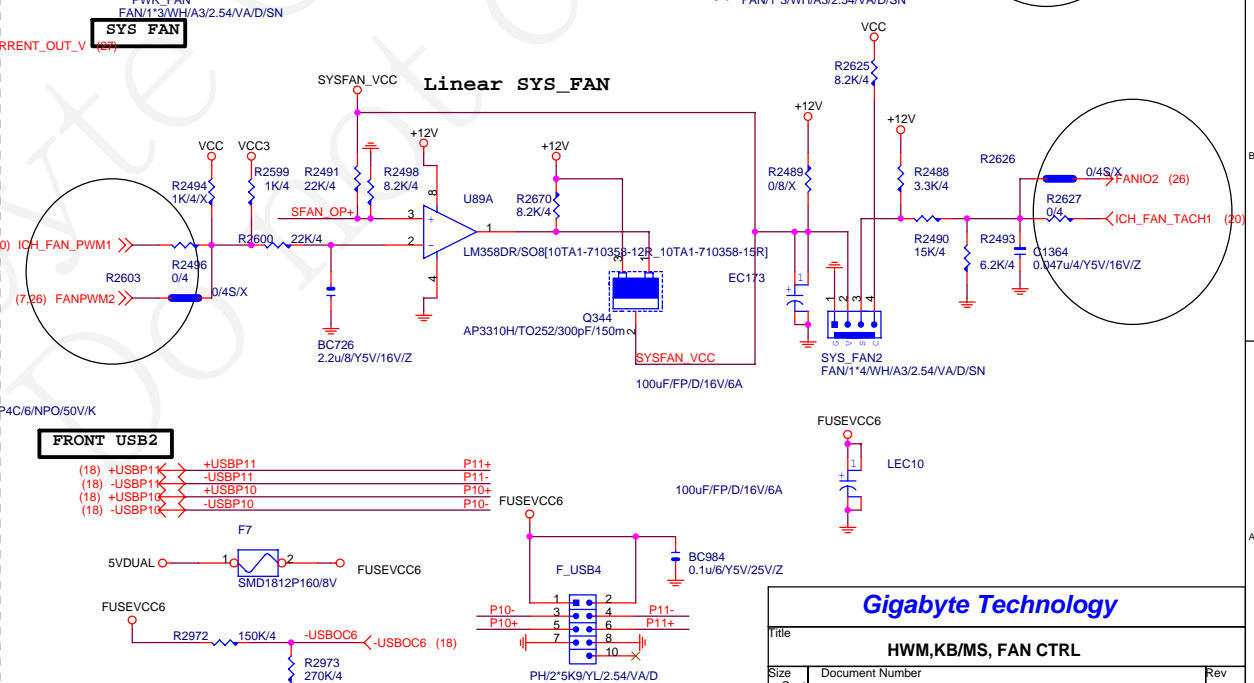 FAN/1*3/WH/A3/2.54/VA/D/SN
FAN/1*3/WH/A3/2.54/VA/D/SN
SYS FAN
RRENT_OUT_V (27)
Linear SYS_FAN
SYSFAN_VCC
VCC
R2625
8.2K/4
+12V
+12V
+12V
+12V
VCC
VCC3
R2494
1K/4/X
R2599
1K/4
R2491
22K/4
R2498
8.2K/4
U89A
R2670
8.2K/4
R2489
0/8/X
R2488
3.3K/4
R2626
0/4S/X
FANIO2 (26)
R2627
0/4
ICH_FAN_TACH1 (20)
SFAN_OP+
3
2
8
4
1
+
−
LM358DR/SO8[10TA1-710358-12R_10TA1-710358-15R]
0) ICH_FAN_PWM1
R2496
0/4
R2600
22K/4
R2603
0/4S/X
(7,26) FANPWM2
BC726
2.2u/8/Y5V/16V/Z
3
1
2
Q344
AP3310H/TO252/300pF/150m
SYSFAN_VCC
100uF/FP/D/16V/6A
EC173
1
R2490
15K/4
R2493
6.2K/4
C1364
0.047u/4/Y5V/16V/Z
1
2
3
4
G
V
S
C
SYS_FAN2
FAN/1*4/WH/A3/2.54/VA/D/SN
P4C/6/NPO/50V/K
FRONT USB2
(18) +USBP11
+USBP11
P11+
(18) -USBP11
-USBP11
P11-
(18) +USBP10
+USBP10
P10+
(18) -USBP10
-USBP10
P10-
FUSEVCC6
FUSEVCC6
100uF/FP/D/16V/6A
1
LEC10
F7
5VDUAL
1
2
FUSEVCC6
SMD1812P160/8V
BC984
0.1u/6/Y5V/25V/Z
F_USB4
1
2
P10-
3
4
P11-
P10+
5
6
P11+
7
8
10
PH/2*5K9/YL/2.54/VA/D
FUSEVCC6
R2972
150K/4
-USBOC6
-USBOC6 (18)
R2973
270K/4
B
A
Gigabyte Technology
Title
HWM,KB/MS, FAN CTRL
Size
Document Number
Rev